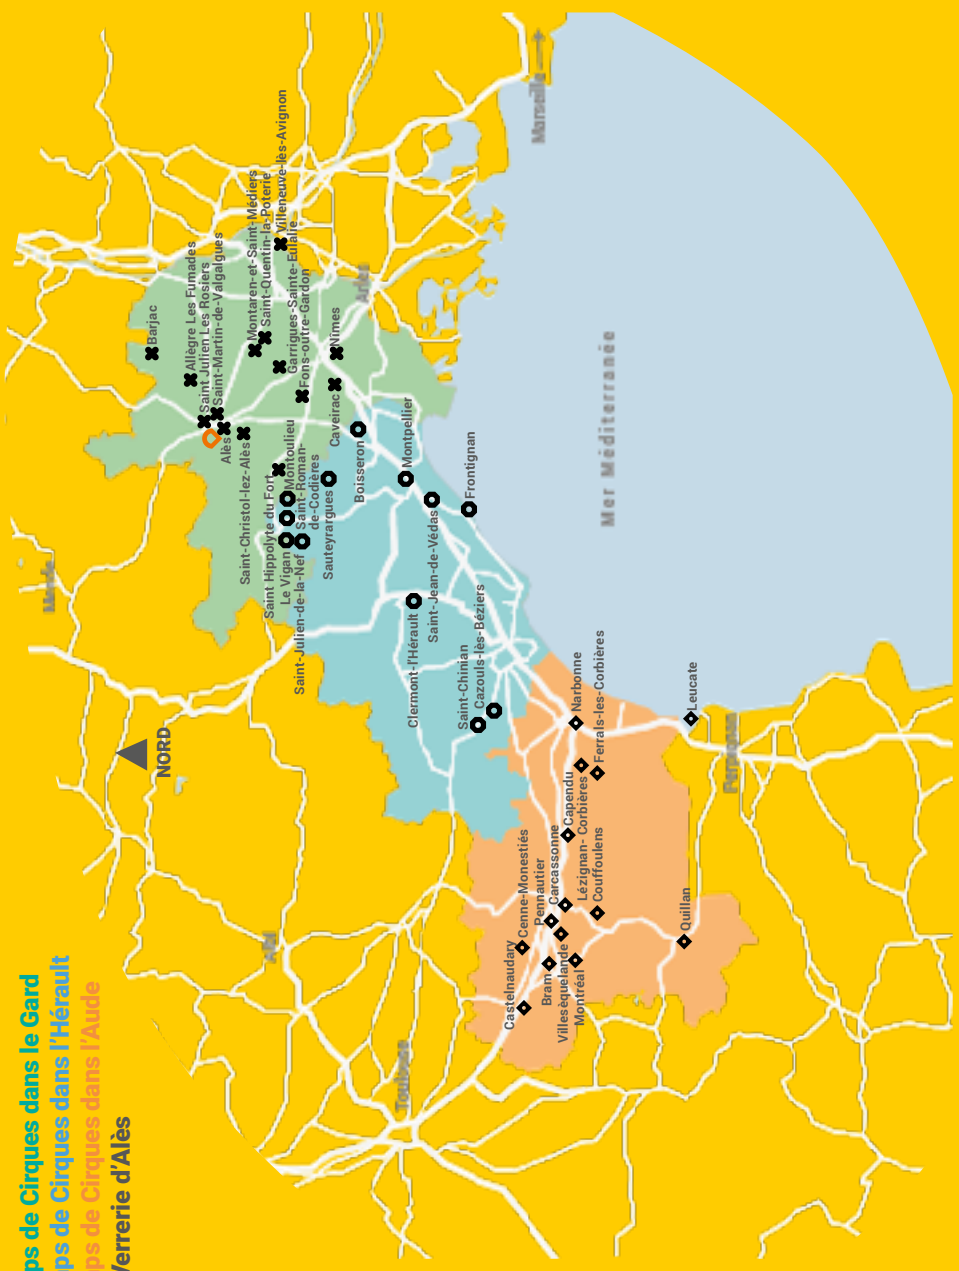 ps de Cirques dans le Gard
ps de Cirques dans l'Hérault
ps de Cirques dans l'Aude
Verrerie d'Alès
NORD
Mende
Albi
Toulouse
Perpignan
Arles
Marseille
Mer Méditerranée
Barjac
Allègre Les Fumades
Saint Julien Les Rosiers
Saint-Martin-de-Valgalgues
Alès
Saint-Christol-lez-Alès
Montaren-et-Saint-Médiers
Saint-Quentin-la-Poterie
Villeneuve-lès-Avignon
Garrigues-Sainte-Eulalie
Fons-outre-Gardon
Nîmes
Caveirac
Saint Hippolyte du Fort
Montoulieu
Le Vigan
Saint-Roman-
de-Codières
Saint-Julien-de-la-Nef
Sauteyrargues
Boisseron
Montpellier
Saint-Jean-de-Védas
Frontignan
Clermont-l'Hérault
Saint-Chinian
Cazouls-lès-Béziers
Narbonne
Ferrals-les-Corbières
Leucate
Lézignan- Corbières
Capendu
Carcassonne
Couffoulens
Pennautier
Cenne-Monestiés
Castelnaudary
Bram
Villesèquelande
Montréal
Quillan